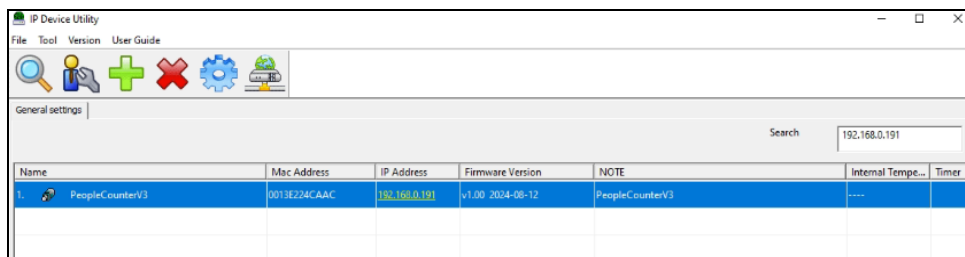 IP Device Utility
File Tool Version User Guide
General settings
Search 192.168.0.191
Name Mac Address IP Address Firmware Version NOTE Internal Tempe... Timer
1. PeopleCounterV3 0013E224CAAC 192.168.0.191 v1.00 2024-08-12 PeopleCounterV3 ----